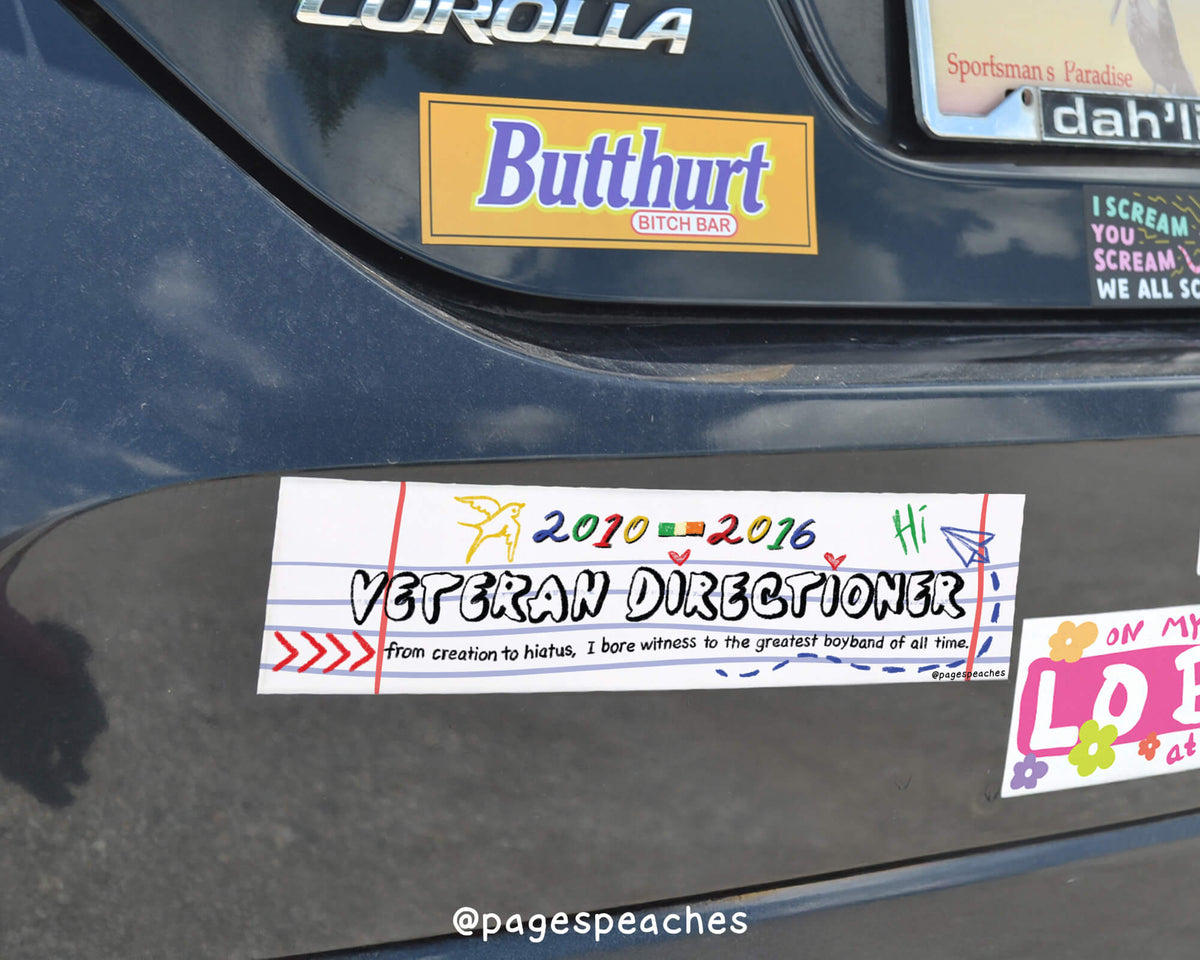 COROLLA
Sportsman's Paradise
dah'li
Butthurt
BITCH BAR
I SCREAM
YOU
SCREAM
WE ALL SC
2010 2016
Hi
VETERAN DIRECTIONER
from creation to hiatus, I bore witness to the greatest boyband of all time.
@pagespeaches
ON MY
LO
at
@pagespeaches